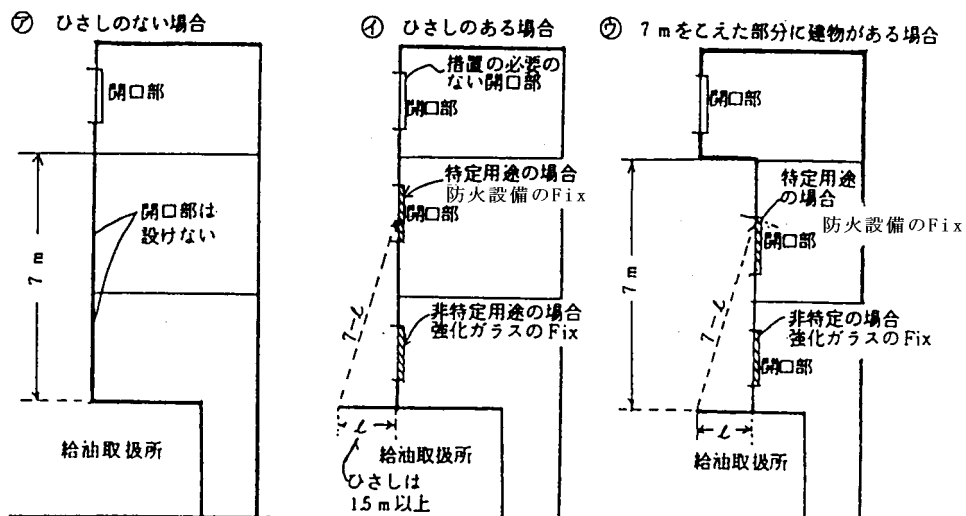 ㋐ ひさしのない場合
開口部
7 m
開口部は
設けない
給油取扱所
㋑ ひさしのある場合
措置の必要の
ない開口部
開口部
特定用途の場合
防火設備のFix
開口部
7-ℓ
非特定用途の場合
強化ガラスのFix
ℓ
給油取扱所
ひさしは
1.5 m以上
㋒ 7 mをこえた部分に建物がある場合
開口部
特定用途
の場合
防火設備のFix
開口部
7 m
7-ℓ
非特定の場合
強化ガラスのFix
開口部
ℓ
給油取扱所